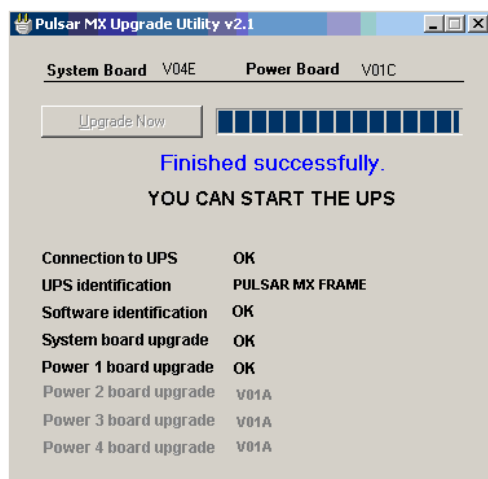 Pulsar MX Upgrade Utility v2.1
System Board V04E Power Board V01C
Upgrade Now
Finished successfully.
YOU CAN START THE UPS
Connection to UPS OK
UPS identification PULSAR MX FRAME
Software identification OK
System board upgrade OK
Power 1 board upgrade OK
Power 2 board upgrade V01A
Power 3 board upgrade V01A
Power 4 board upgrade V01A